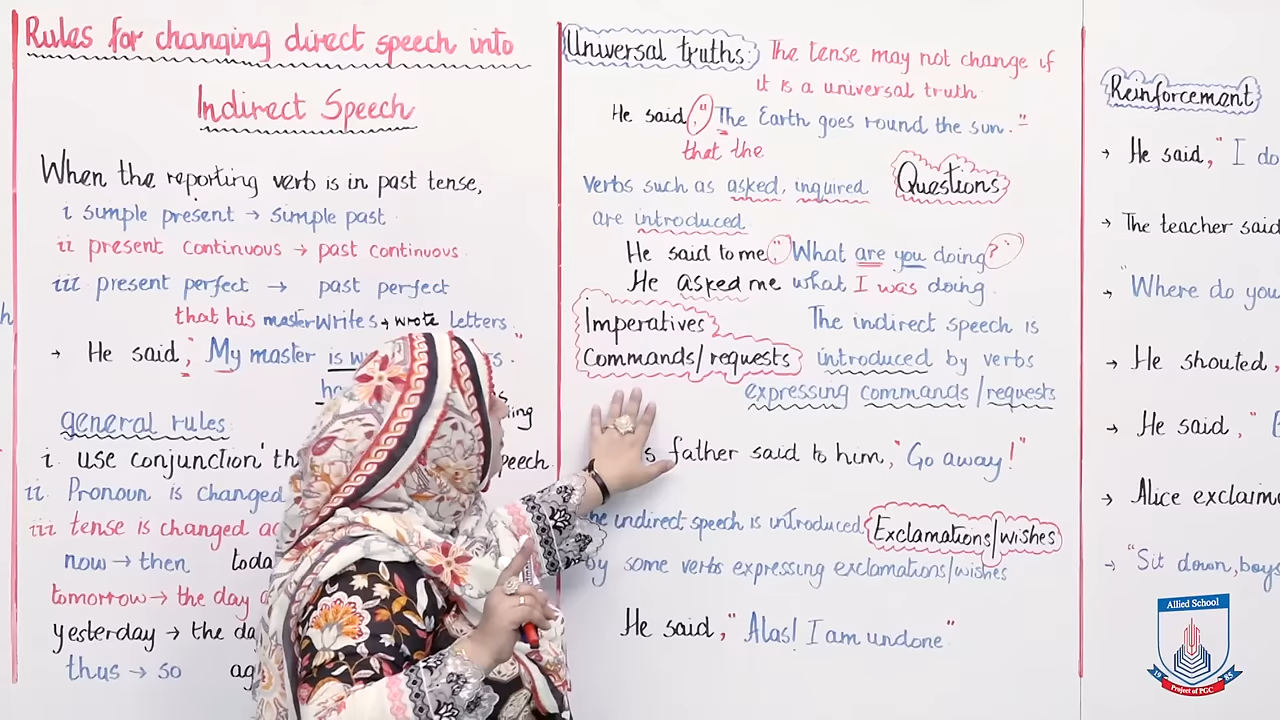 Rules for changing direct speech into
Indirect Speech
When the reporting verb is in past tense,
i simple present → simple past
ii present continuous → past continuous
iii present perfect → past perfect
that his master writes → wrote letters.
→ He said, "My master is
general rules
i. use conjunction
ii Pronoun is changed
iii tense is changed
now → then
tomorrow → the day
yesterday → the
thus → so
Universal truths: The tense may not change if
it is a universal truth
He said, "The Earth goes round the sun."
that the
Verbs such as asked, inquired Questions
are introduced
He said to me, "What are you doing?"
He asked me what I was doing.
Imperatives The indirect speech is
Commands/requests introduced by verbs
expressing commands/requests
father said to him, "Go away!"
indirect speech is introduced Exclamations/wishes
by some verbs expressing exclamations/wishes
He said, "Alas! I am undone"
Reinforcement
→ He said, "I
→ The teacher said
→ "Where do you
→ He shouted,
→ He said, "
→ Alice
→ "Sit down, boys
Allied School
19 85
Project of PGC